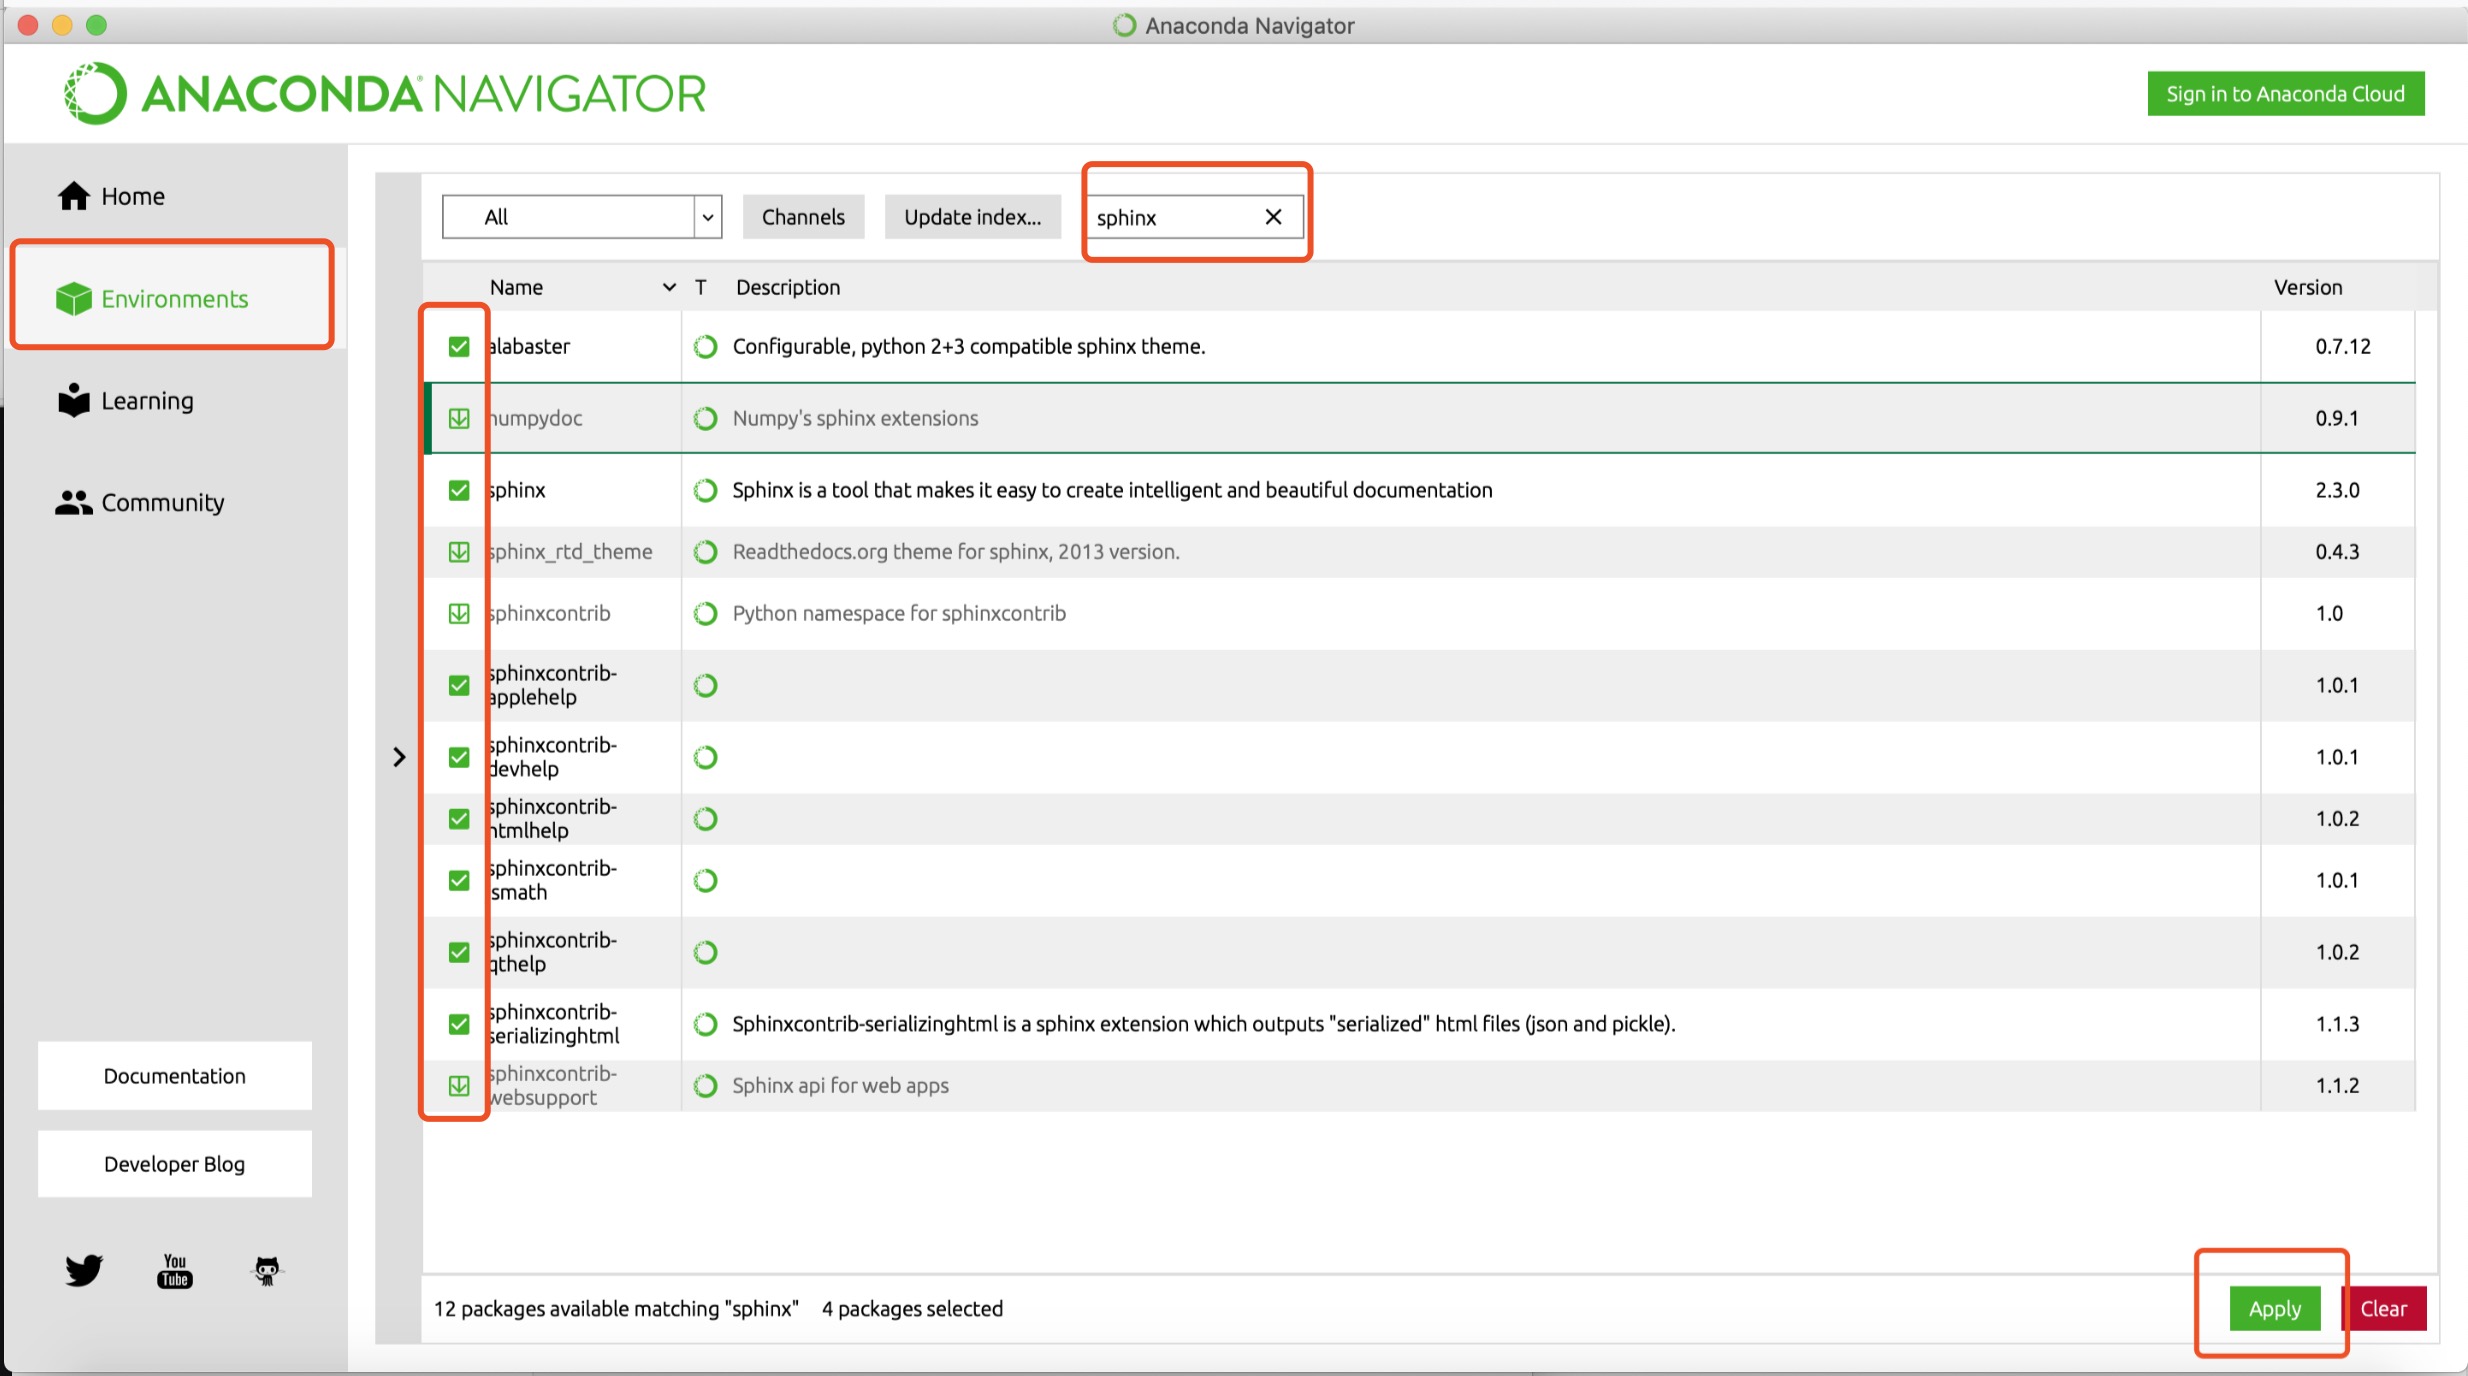 Anaconda Navigator
ANACONDA NAVIGATOR
Sign in to Anaconda Cloud
Home
Environments
Learning
Community
Documentation
Developer Blog
You
Tube
All
Channels
Update index...
sphinx
Name T Description Version
alabaster Configurable, python 2+3 compatible sphinx theme. 0.7.12
numpydoc Numpy's sphinx extensions 0.9.1
sphinx Sphinx is a tool that makes it easy to create intelligent and beautiful documentation 2.3.0
sphinx_rtd_theme Readthedocs.org theme for sphinx, 2013 version. 0.4.3
sphinxcontrib Python namespace for sphinxcontrib 1.0
sphinxcontrib-
applehelp 1.0.1
sphinxcontrib-
devhelp 1.0.1
sphinxcontrib-
htmlhelp 1.0.2
sphinxcontrib-
jsmath 1.0.1
sphinxcontrib-
qthelp 1.0.2
sphinxcontrib-
serializinghtml Sphinxcontrib-serializinghtml is a sphinx extension which outputs "serialized" html files (json and pickle). 1.1.3
sphinxcontrib-
websupport Sphinx api for web apps 1.1.2
12 packages available matching "sphinx" 4 packages selected
Apply
Clear